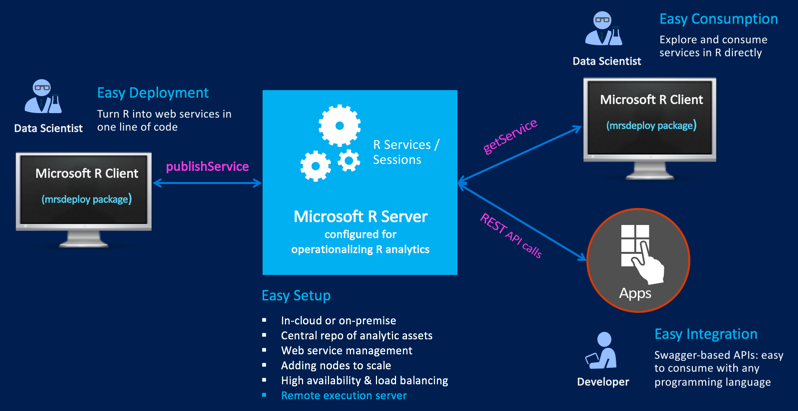 Easy Deployment
Turn R into web services in
one line of code
Data Scientist
Microsoft R Client
(mrsdeploy package)
publishService
R Services /
Sessions
Microsoft R Server
configured for
operationalizing R analytics
Easy Setup
▪ In-cloud or on-premise
▪ Central repo of analytic assets
▪ Web service management
▪ Adding nodes to scale
▪ High availability & load balancing
▪ Remote execution server
getService
REST API calls
Easy Consumption
Explore and consume
services in R directly
Data Scientist
Microsoft R Client
(mrsdeploy package)
Apps
Easy Integration
Swagger-based APIs: easy
to consume with any
programming language
Developer